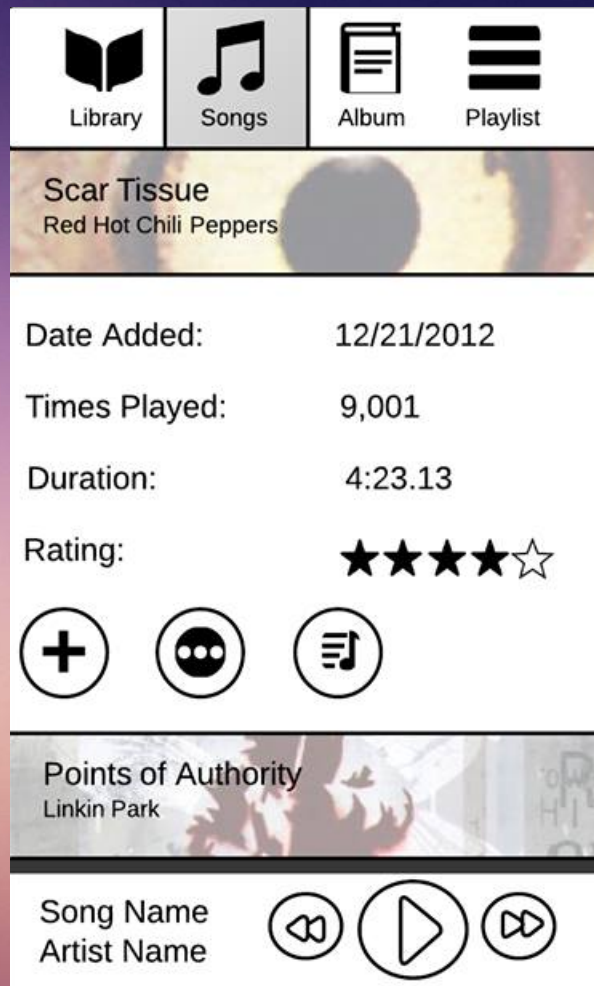 Library Songs Album Playlist
Scar Tissue
Red Hot Chili Peppers
Date Added: 12/21/2012
Times Played: 9,001
Duration: 4:23.13
Rating:
Points of Authority
Linkin Park
Song Name
Artist Name